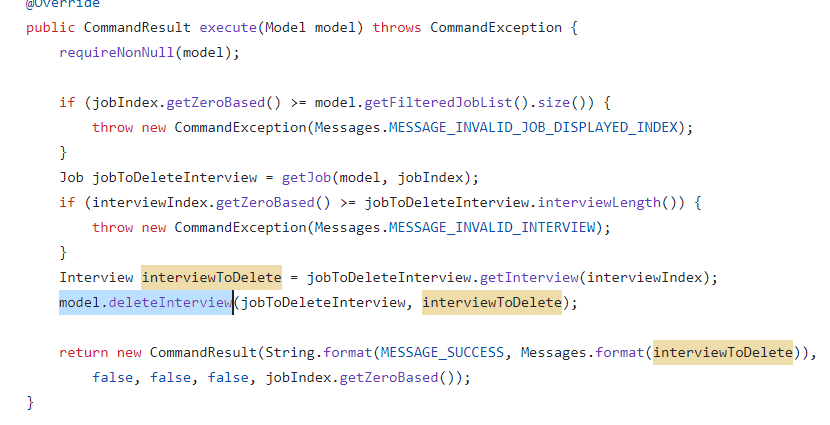 @Override
public CommandResult execute(Model model) throws CommandException {
    requireNonNull(model);

    if (jobIndex.getZeroBased() >= model.getFilteredJobList().size()) {
        throw new CommandException(Messages.MESSAGE_INVALID_JOB_DISPLAYED_INDEX);
    }
    Job jobToDeleteInterview = getJob(model, jobIndex);
    if (interviewIndex.getZeroBased() >= jobToDeleteInterview.interviewLength()) {
        throw new CommandException(Messages.MESSAGE_INVALID_INTERVIEW);
    }
    Interview interviewToDelete = jobToDeleteInterview.getInterview(interviewIndex);
    model.deleteInterview(jobToDeleteInterview, interviewToDelete);

    return new CommandResult(String.format(MESSAGE_SUCCESS, Messages.format(interviewToDelete)),
        false, false, false, jobIndex.getZeroBased());
}